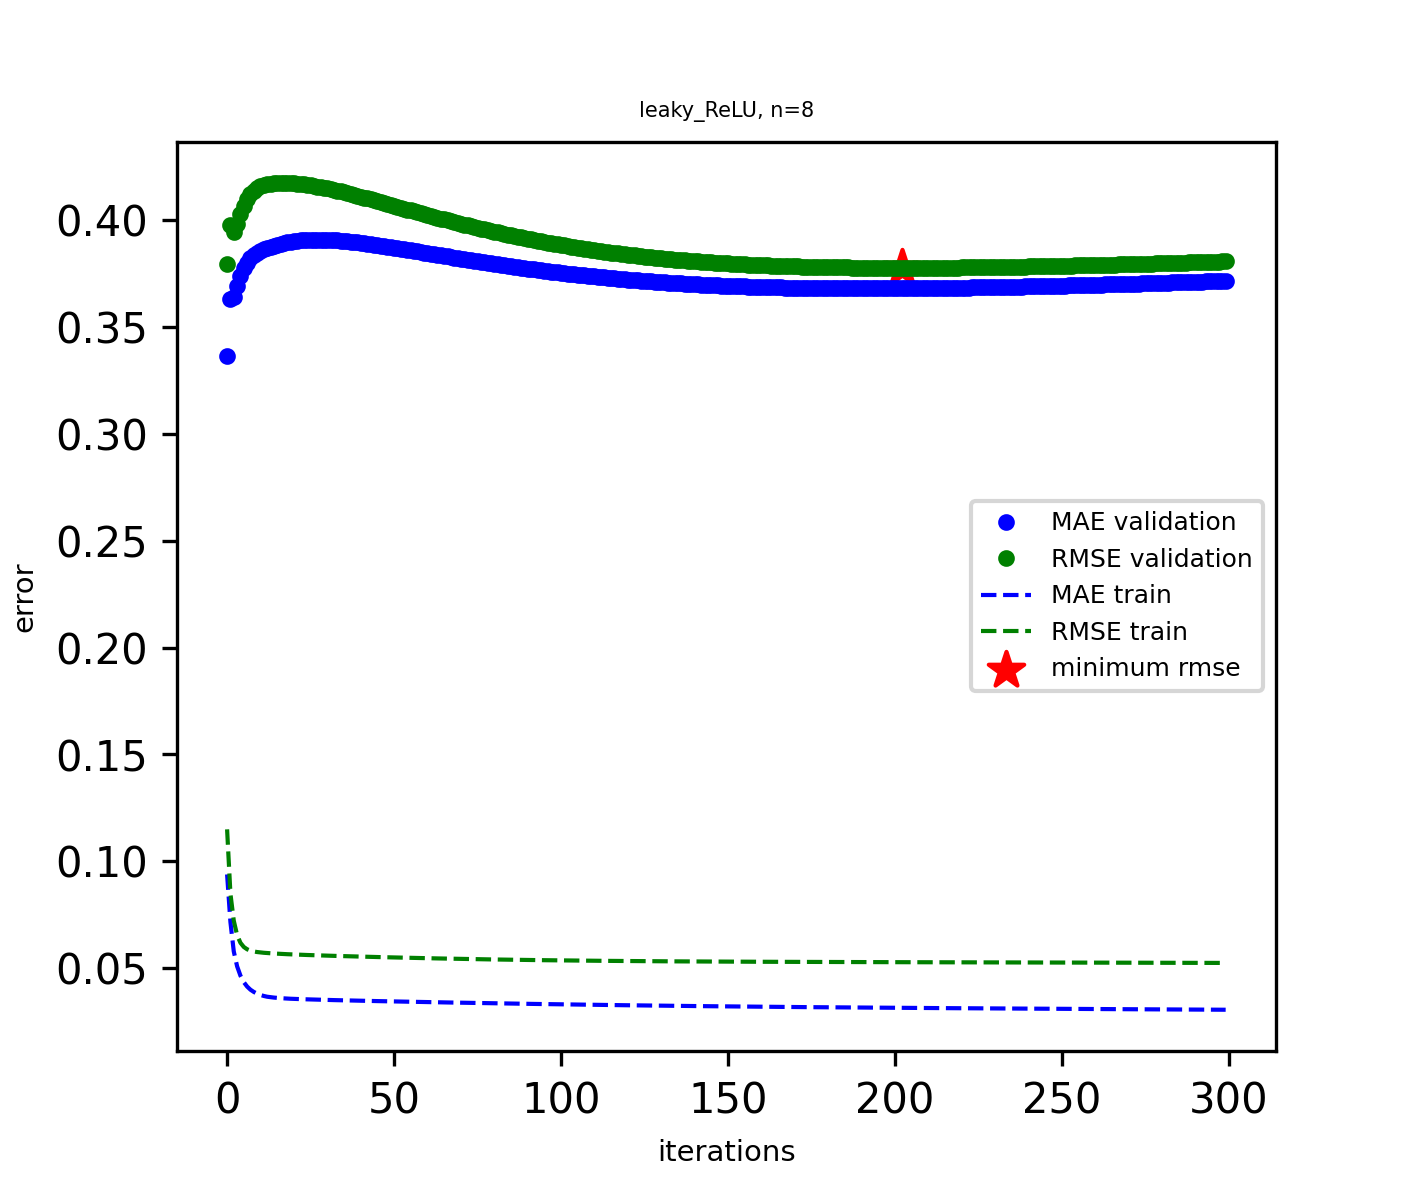 leaky_ReLU, n=8
0.40
0.35
0.30
0.25
0.20
0.15
0.10
0.05
error
MAE validation
RMSE validation
MAE train
RMSE train
minimum rmse
0 50 100 150 200 250 300
iterations